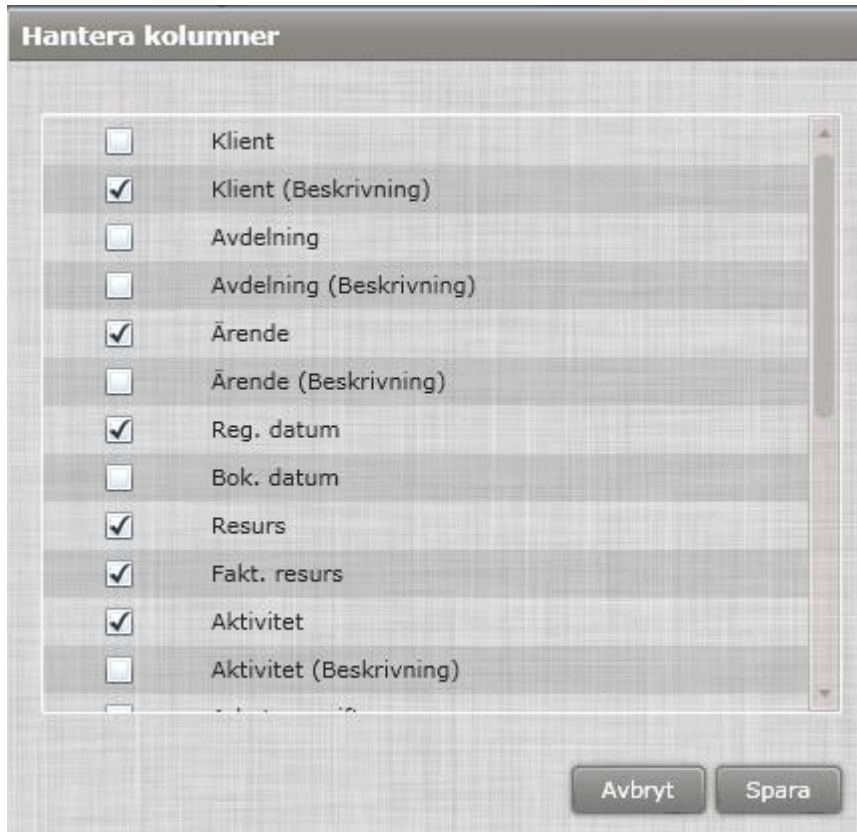 Hantera kolumner
Klient
Klient (Beskrivning)
Avdelning
Avdelning (Beskrivning)
Ärende
Ärende (Beskrivning)
Reg. datum
Bok. datum
Resurs
Fakt. resurs
Aktivitet
Aktivitet (Beskrivning)
Avbryt Spara